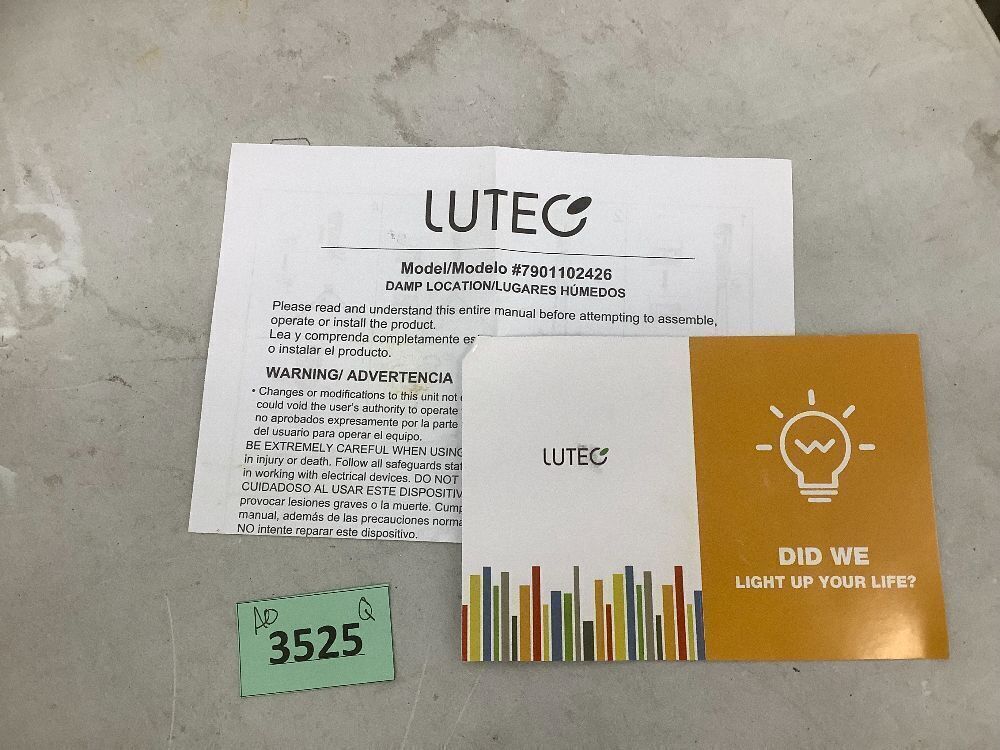 LUTEC
Model/Modelo #7901102426
DAMP LOCATION/LUGARES HÚMEDOS
Please read and understand this entire manual before attempting to assemble,
operate or install the product.
Lea y comprenda completamente es
o instalar el producto.
WARNING/ ADVERTENCIA
• Changes or modifications to this unit not
could void the user's authority to operate
no aprobados expresamente por la parte
del usuario para operar el equipo.
BE EXTREMELY CAREFUL WHEN USING
in injury or death. Follow all safeguards stat
in working with electrical devices. DO NOT
CUIDADOSO AL USAR ESTE DISPOSITIV
provocar lesiones graves o la muerte. Cump
manual, además de las precauciones norma
NO intente reparar este dispositivo.
LUTEC
DID WE
LIGHT UP YOUR LIFE?
Q
3525